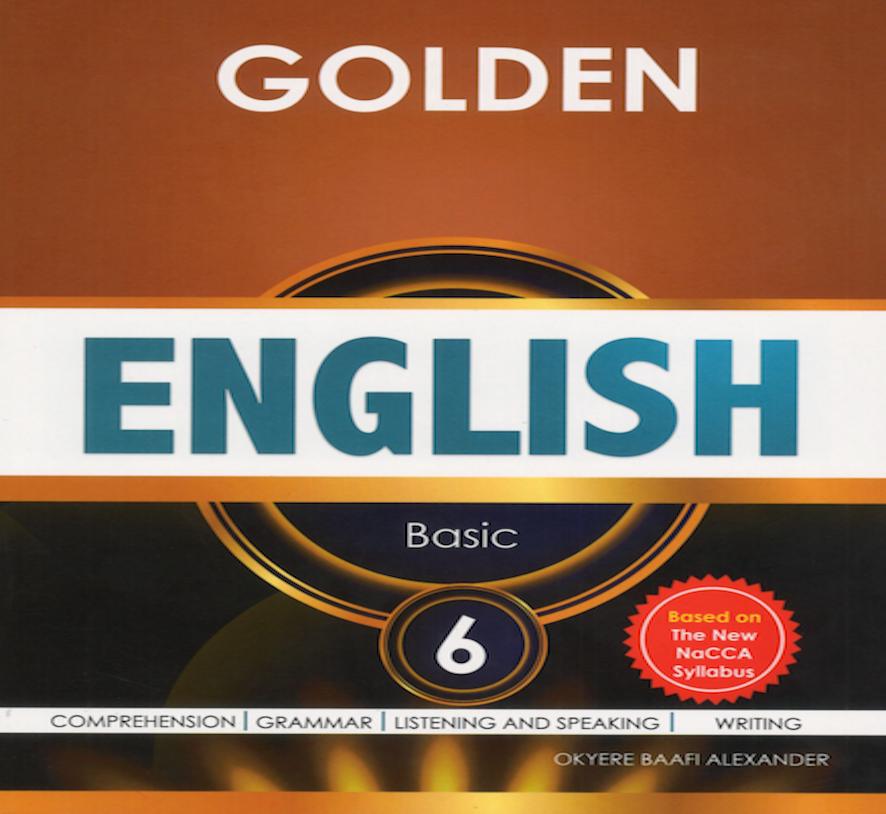 GOLDEN
ENGLISH
Basic
6
Based on
The New
NaCCA
Syllabus
COMPREHENSION | GRAMMAR | LISTENING AND SPEAKING | WRITING
OKYERE BAAFI ALEXANDER